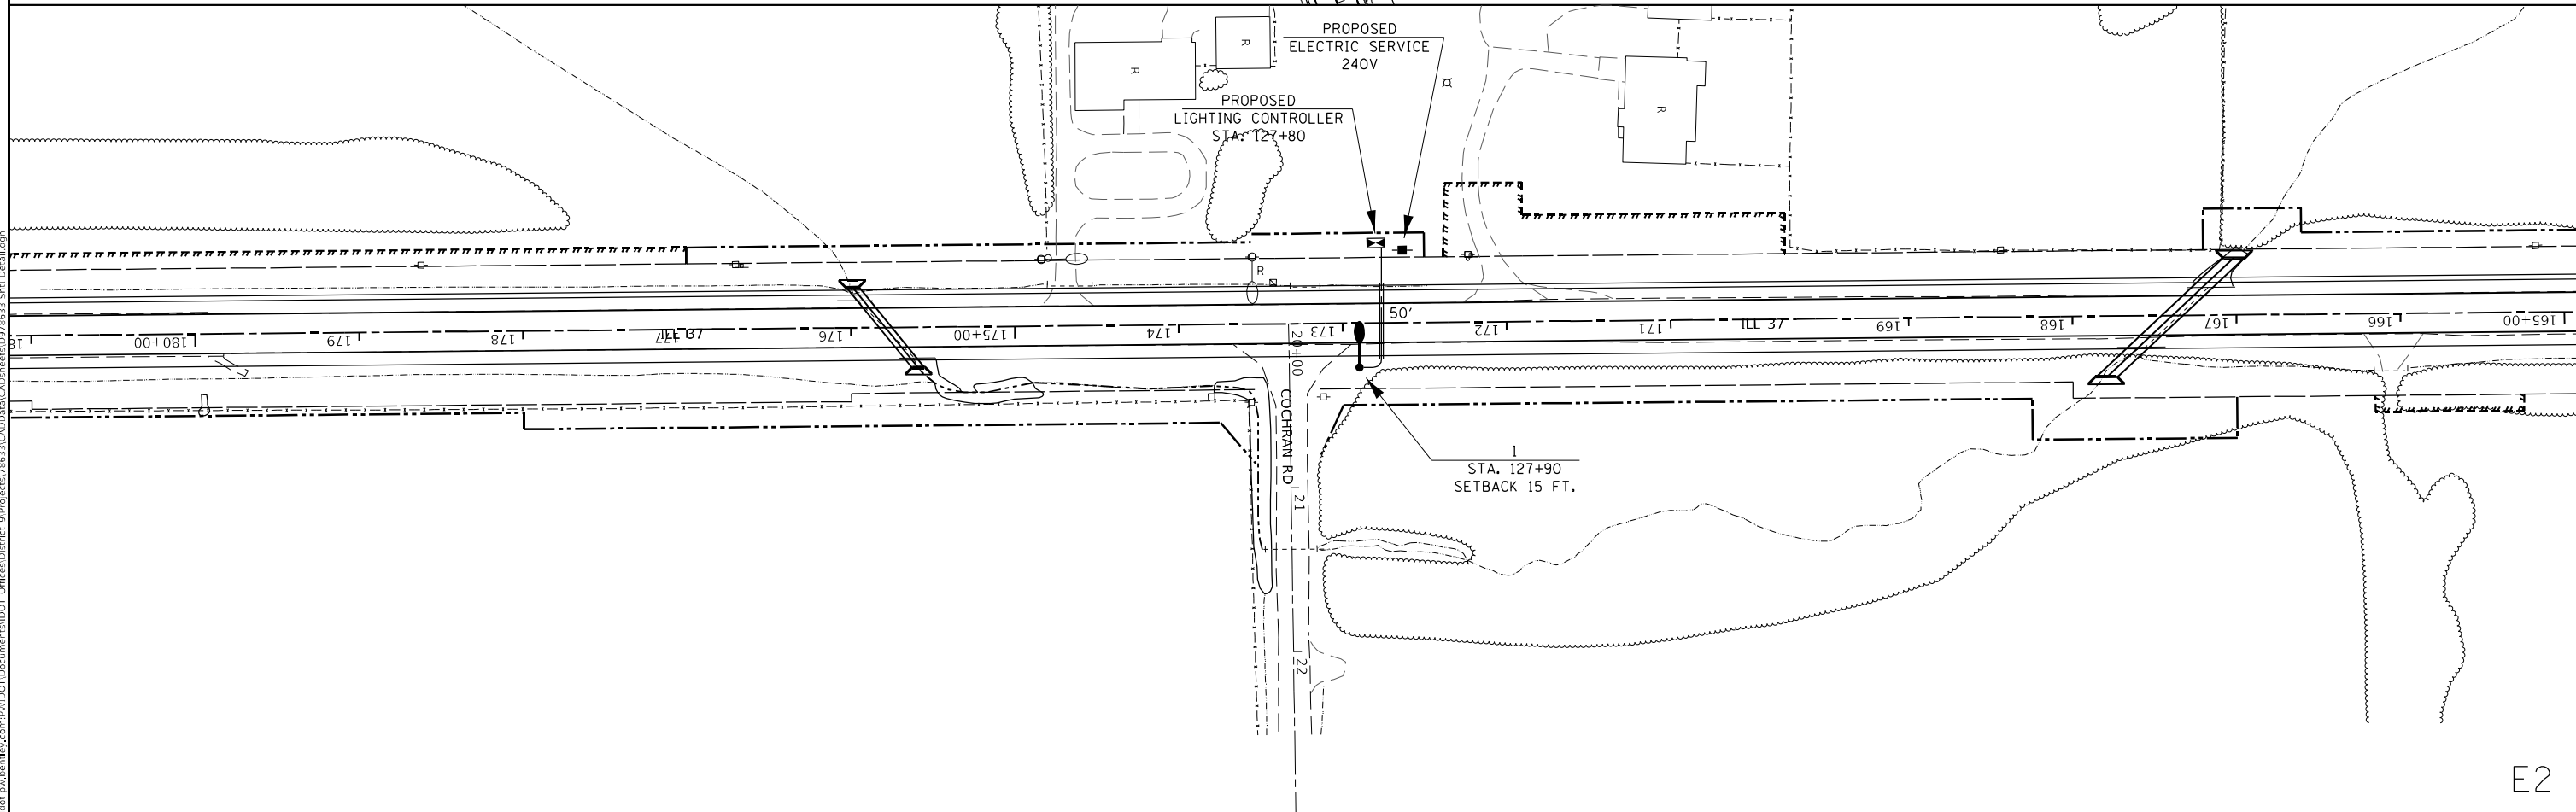 PROPOSED
ELECTRIC SERVICE
240V
PROPOSED
LIGHTING CONTROLLER
STA. 127+80
R
R
R
R
50'
180+00
179
178
177
ILL 37
176
175+00
174
173
172
171
ILL 37
169
168
167
166
165+00
20+00
COCHRAN RD
21
22
1
STA. 127+90
SETBACK 15 FT.
E2